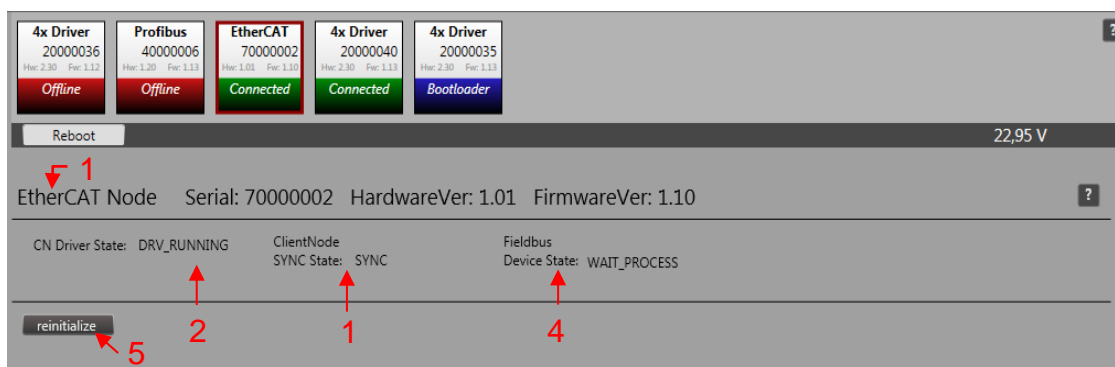 4x Driver
20000036
Hw: 2.30 Fw: 1.12
Offline
Profibus
40000006
Hw: 1.20 Fw: 1.13
Offline
EtherCAT
70000002
Hw: 1.01 Fw: 1.10
Connected
4x Driver
20000040
Hw: 2.30 Fw: 1.13
Connected
4x Driver
20000035
Hw: 2.30 Fw: 1.13
Bootloader
?
Reboot
22,95 V
1
EtherCAT Node Serial: 70000002 HardwareVer: 1.01 FirmwareVer: 1.10
?
CN Driver State: DRV_RUNNING
ClientNode
SYNC State: SYNC
Fieldbus
Device State: WAIT_PROCESS
2
1
4
reinitialize
5